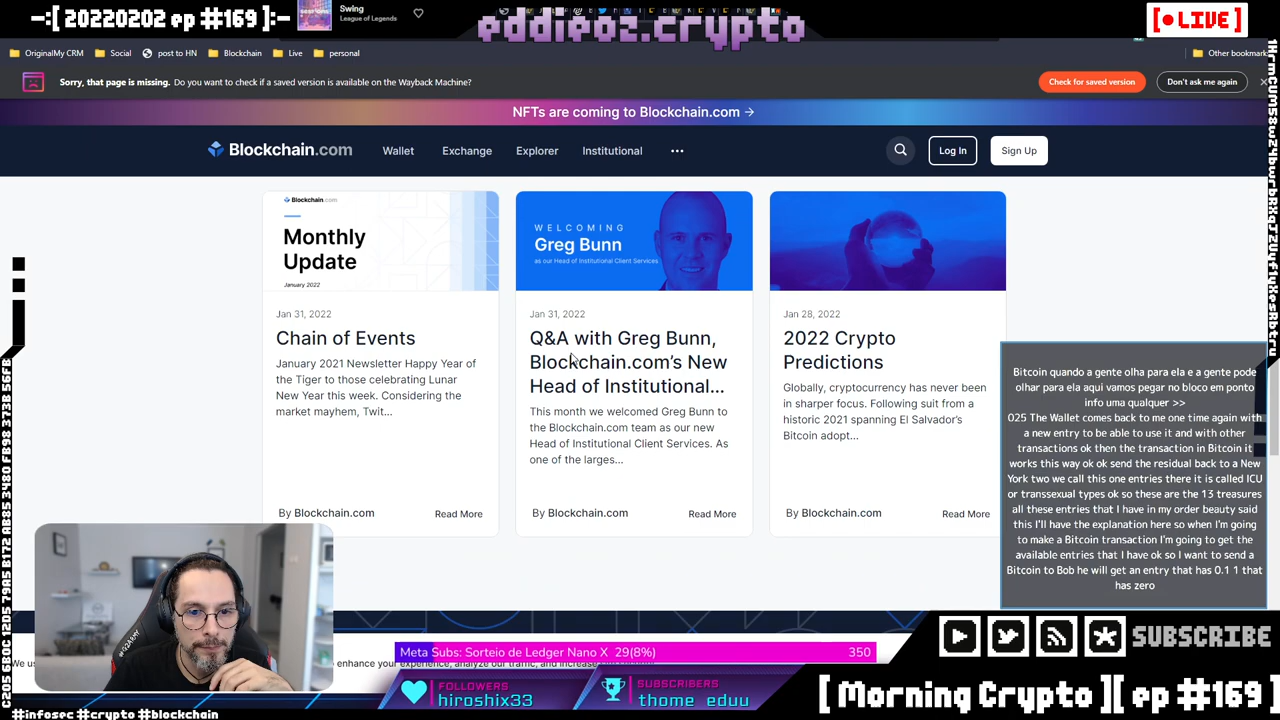 -:[ 20220202 ep #169 ]:-
Swing
League of Legends
eddieoz.crypto
[● LIVE ]
OriginalMy CRM
Social
post to HN
Blockchain
Live
personal
Other bookmark
Sorry, that page is missing. Do you want to check if a saved version is available on the Wayback Machine?
Check for saved version
Don't ask me again
NFTs are coming to Blockchain.com →
Blockchain.com
Wallet
Exchange
Explorer
Institutional
Log In
Sign Up
Blockchain.com
Monthly
Update
January 2022
Jan 31, 2022
Chain of Events
January 2021 Newsletter Happy Year of
the Tiger to those celebrating Lunar
New Year this week. Considering the
market mayhem, Twit...
By Blockchain.com
Read More
WELCOMING
Greg Bunn
as our Head of Institutional Client Services
Jan 31, 2022
Q&A with Greg Bunn,
Blockchain.com's New
Head of Institutional...
This month we welcomed Greg Bunn to
the Blockchain.com team as our new
Head of Institutional Client Services. As
one of the larges...
By Blockchain.com
Read More
Jan 28, 2022
2022 Crypto
Predictions
Globally, cryptocurrency has never been
in sharper focus. Following suit from a
historic 2021 spanning El Salvador's
Bitcoin adopt...
By Blockchain.com
Read More
Bitcoin quando a gente olha para ela e a gente pode
olhar para ela aqui vamos pegar no bloco em ponto
info uma qualquer >>
025 The Wallet comes back to me one time again with
a new entry to be able to use it and with other
transactions ok then the transaction in Bitcoin it
works this way ok ok send the residual back to a New
York two we call this one entries there it is called ICU
or transsexual types ok so these are the 13 treasures
all these entries that I have in my order beauty said
this I'll have the explanation here so when I'm going
to make a Bitcoin transaction I'm going to get the
available entries that I have ok so I want to send a
Bitcoin to Bob he will get an entry that has 0.1 1 that
has zero
enhance your experience, analyze our traffic, and
Meta Subs: Sorteio de Ledger Nano X 29(8%)
350
FOLLOWERS
hiroshix33
SUBSCRIBERS
thome_eduu
SUBSCRIBE
[ Morning Crypto ][ ep #169 ]
#infosec #crypto #blockchain